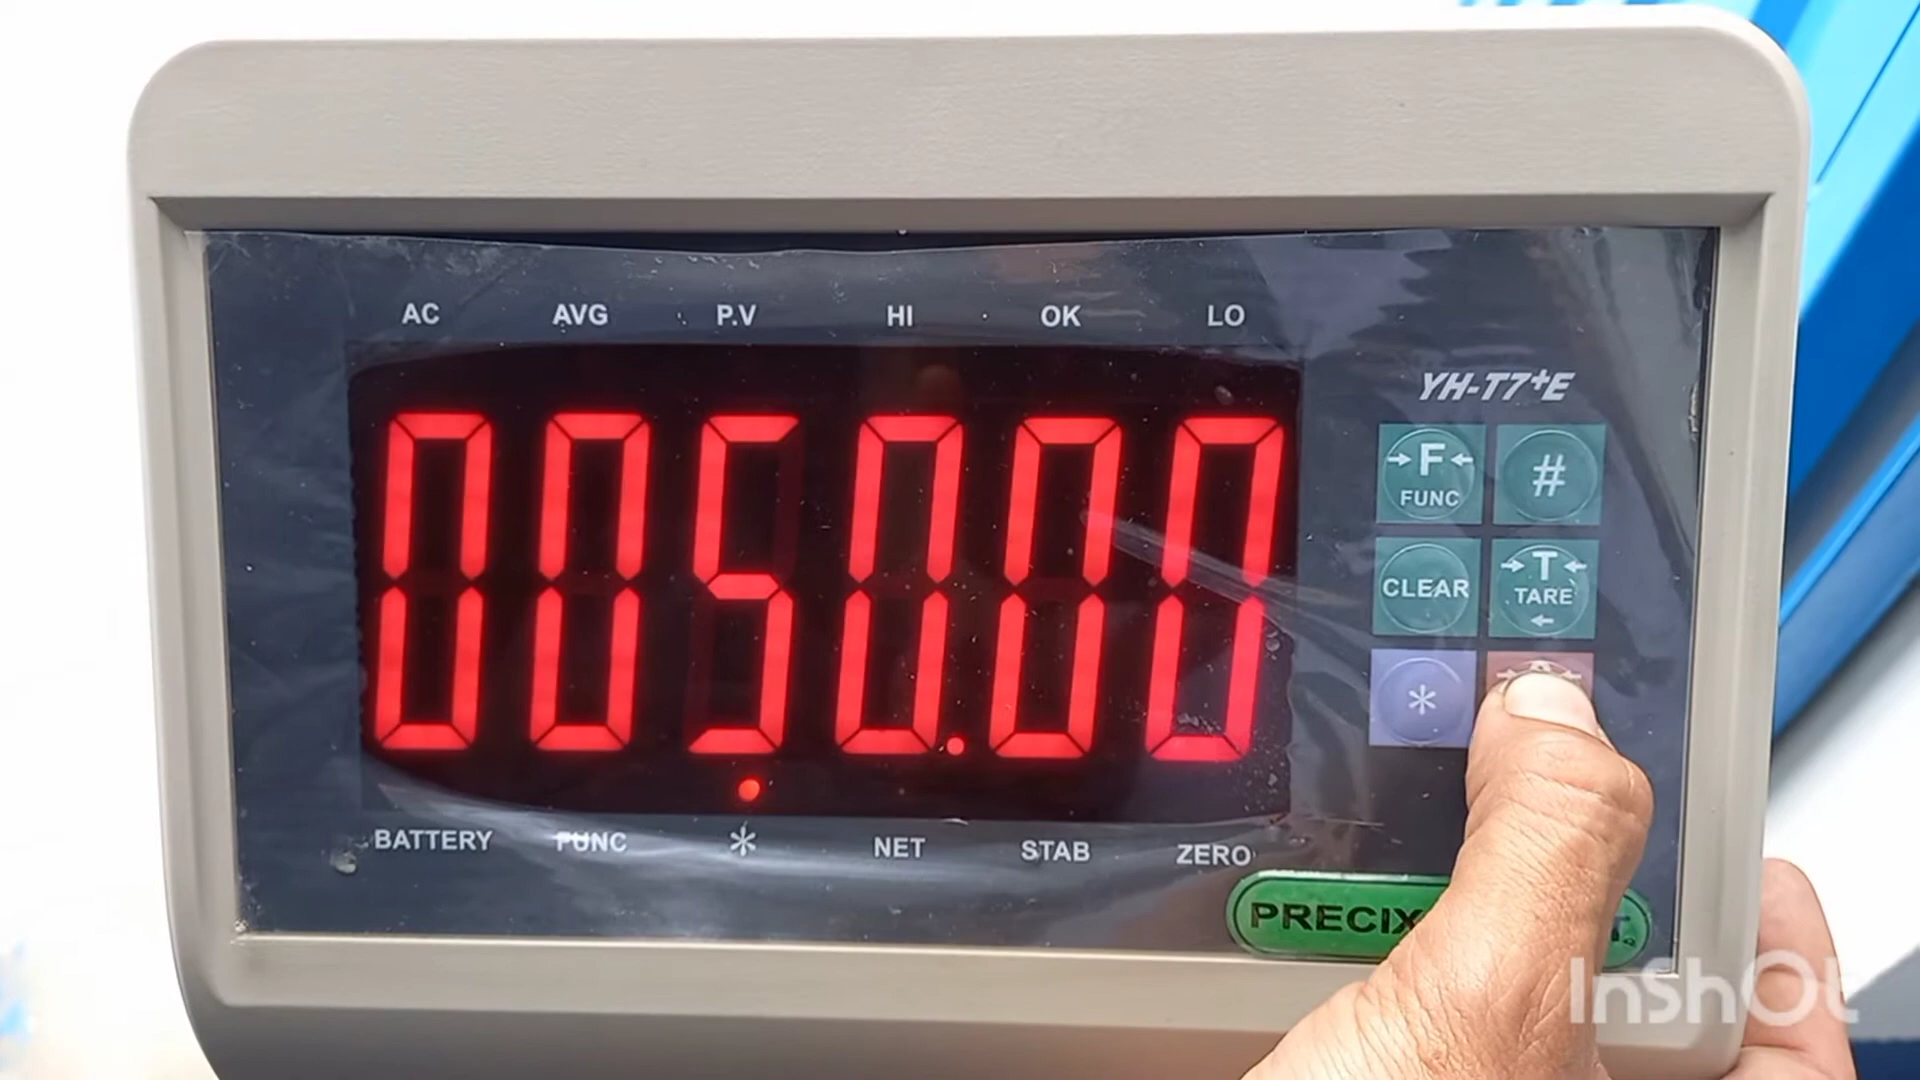 AC AVG P.V HI OK LO
0050.00
BATTERY FUNC * NET STAB ZERO
YH-T7+E
→F← #
FUNC
CLEAR →T←
TARE
←
*
PRECIX
InShOt